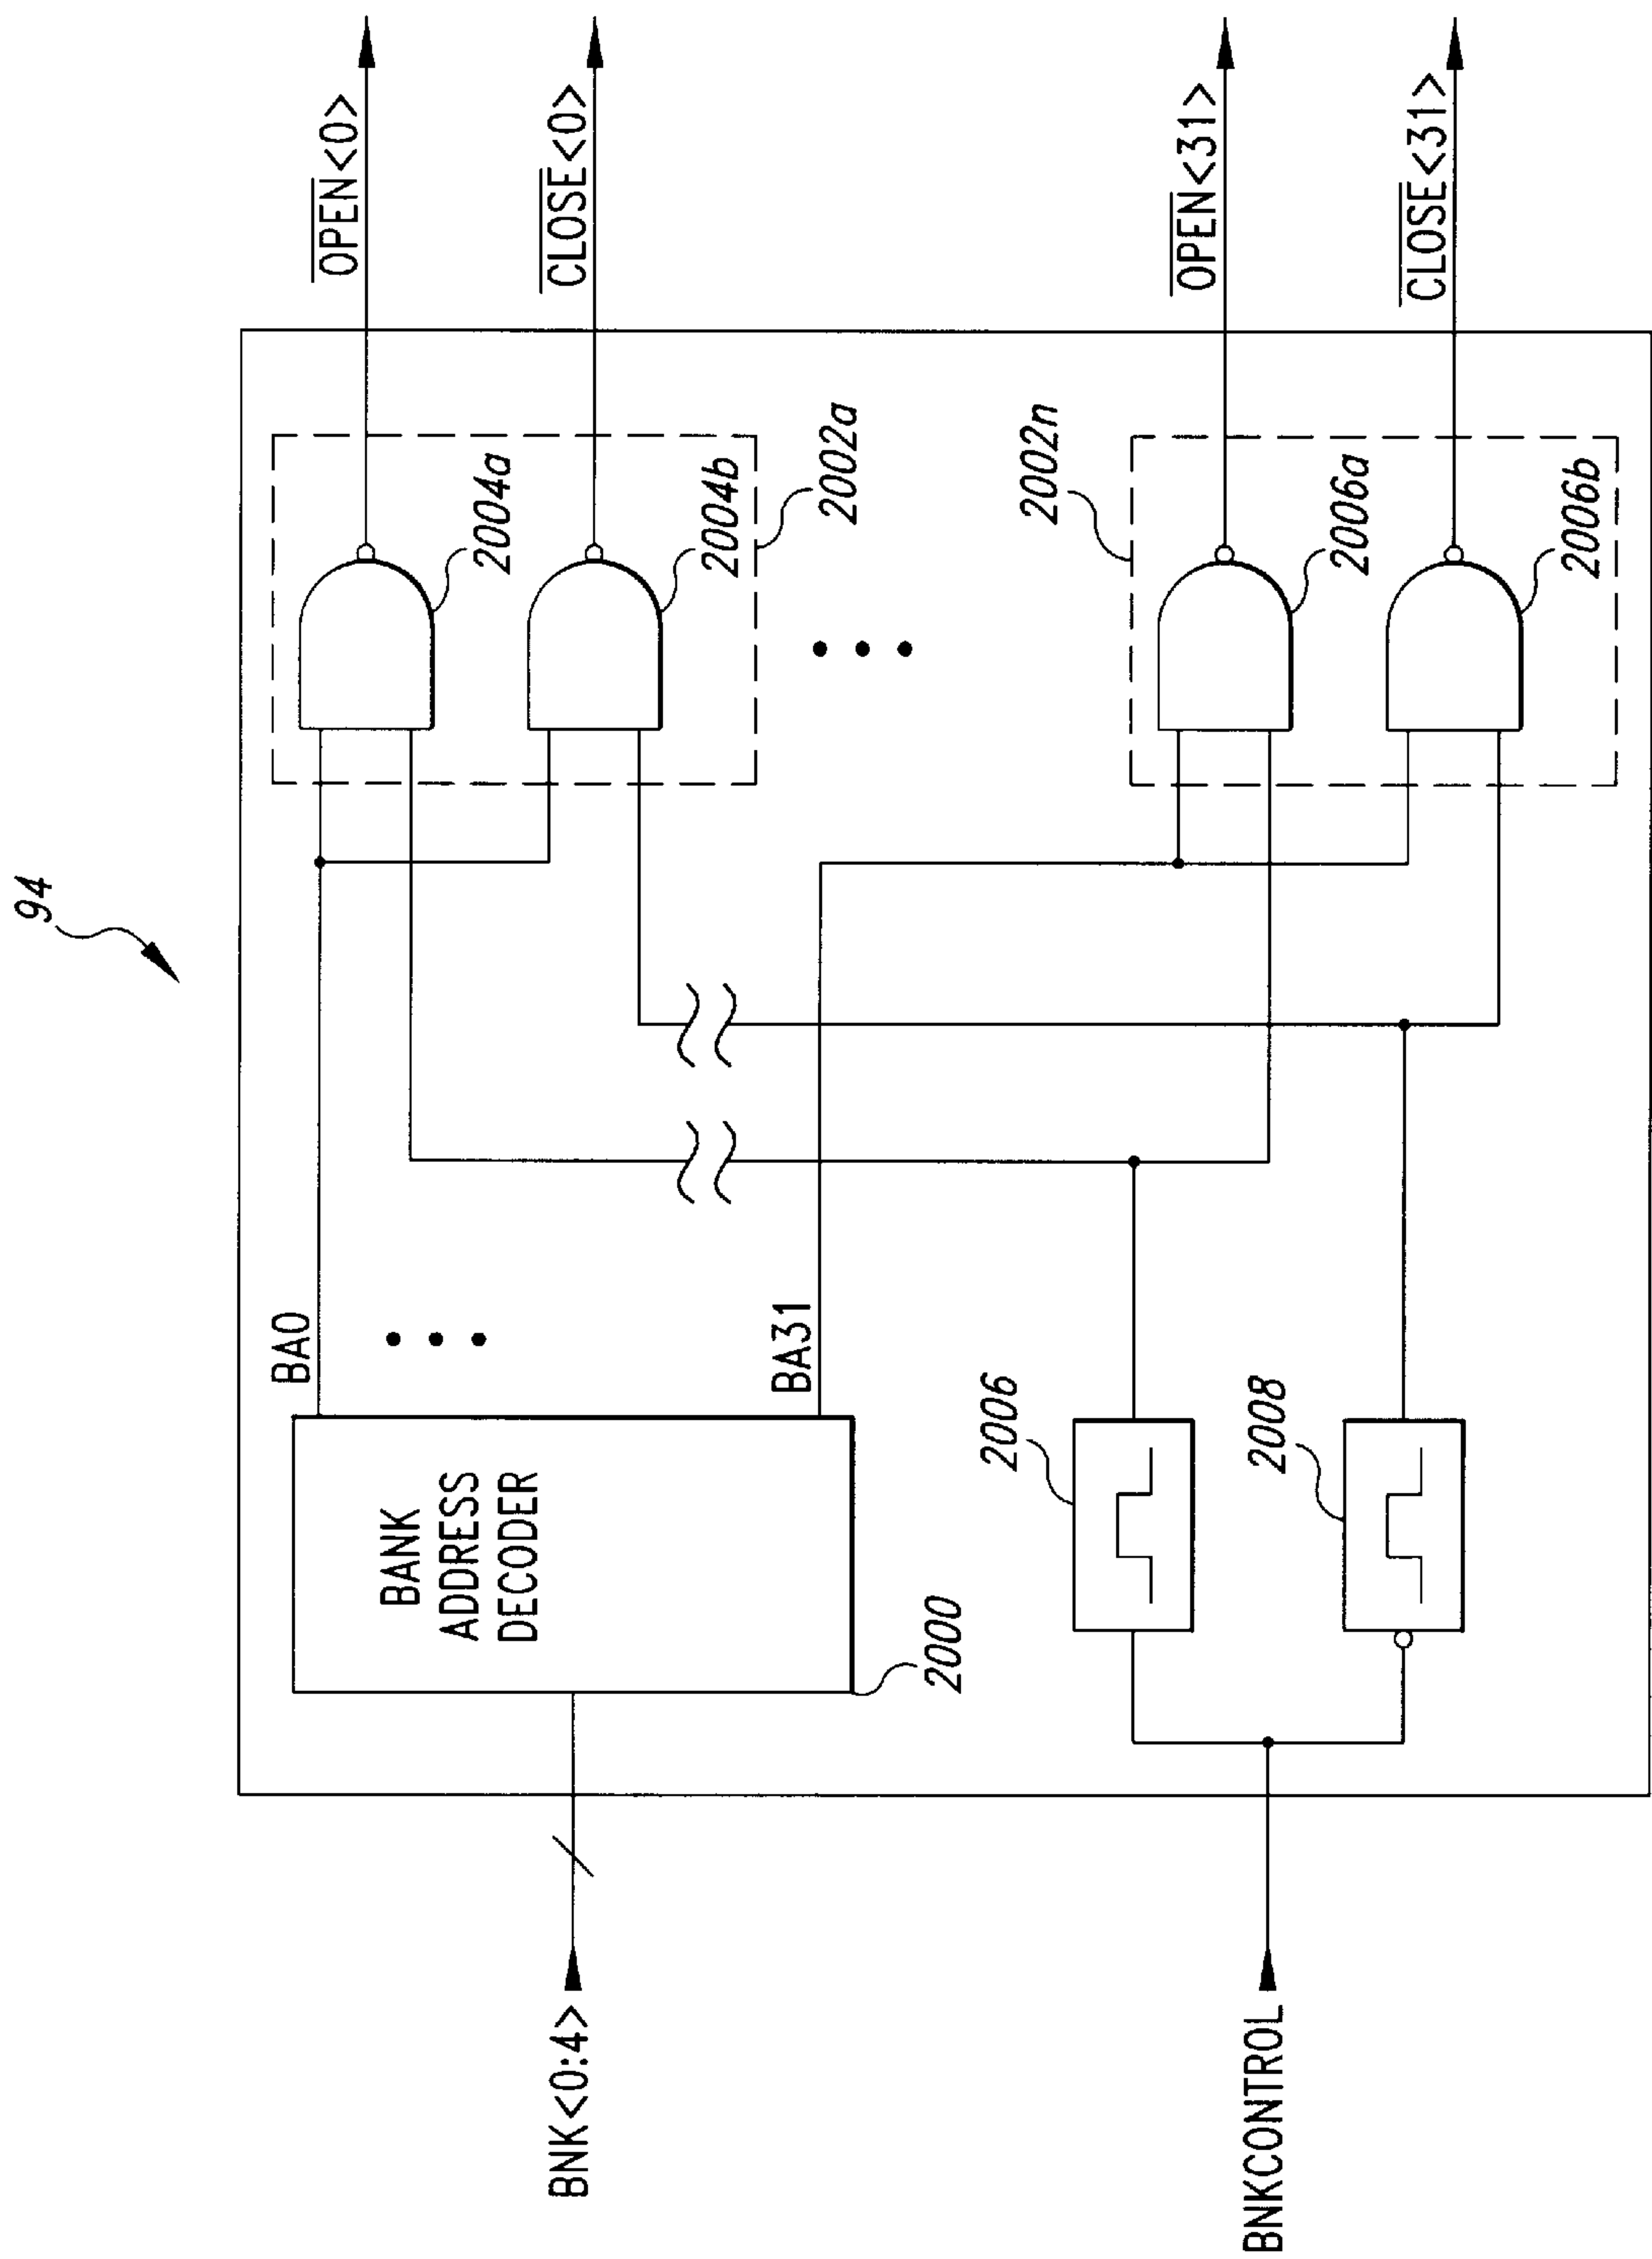 94
OPEN<0>
CLOSE<0>
OPEN<31>
CLOSE<31>
2004a
2004b
2002a
2002n
2006a
2006b
BA0
BA31
BANK
ADDRESS
DECODER
2000
2006
2008
BNK<0:4>
BNKCONTROL